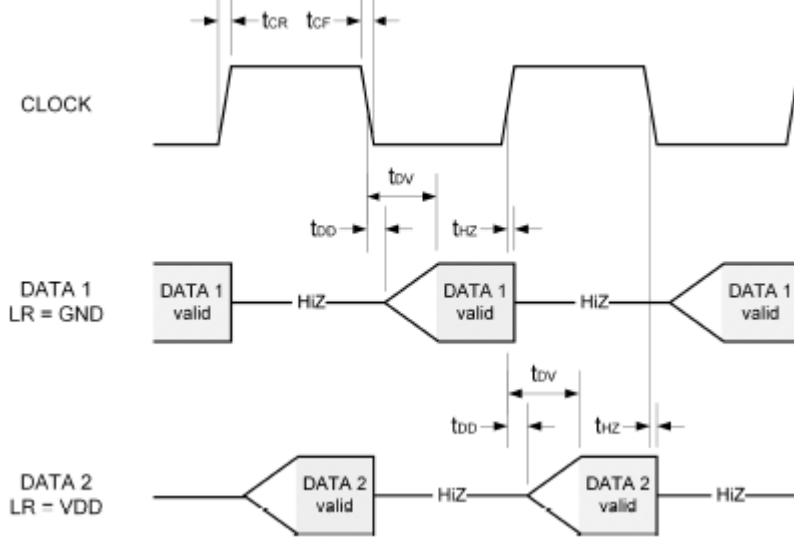 tCR tCF
CLOCK
tDV
tDD tHZ
DATA 1
LR = GND
DATA 1
valid
HiZ
DATA 1
valid
HiZ
DATA 1
valid
tDV
tDD tHZ
DATA 2
LR = VDD
DATA 2
valid
HiZ
DATA 2
valid
HiZ